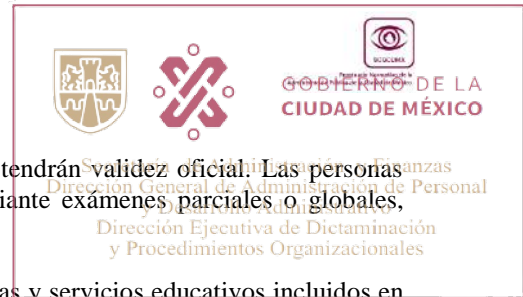 GOBIERNO DE LA
CIUDAD DE MÉXICO
tendrán validez oficial. Las personas
Secretaría de Administración y Finanzas
Dirección General de Administración de Personal
iante exámenes parciales o globales,
y Desarrollo Administrativo
Dirección Ejecutiva de Dictaminación
y Procedimientos Organizacionales
as y servicios educativos incluidos en